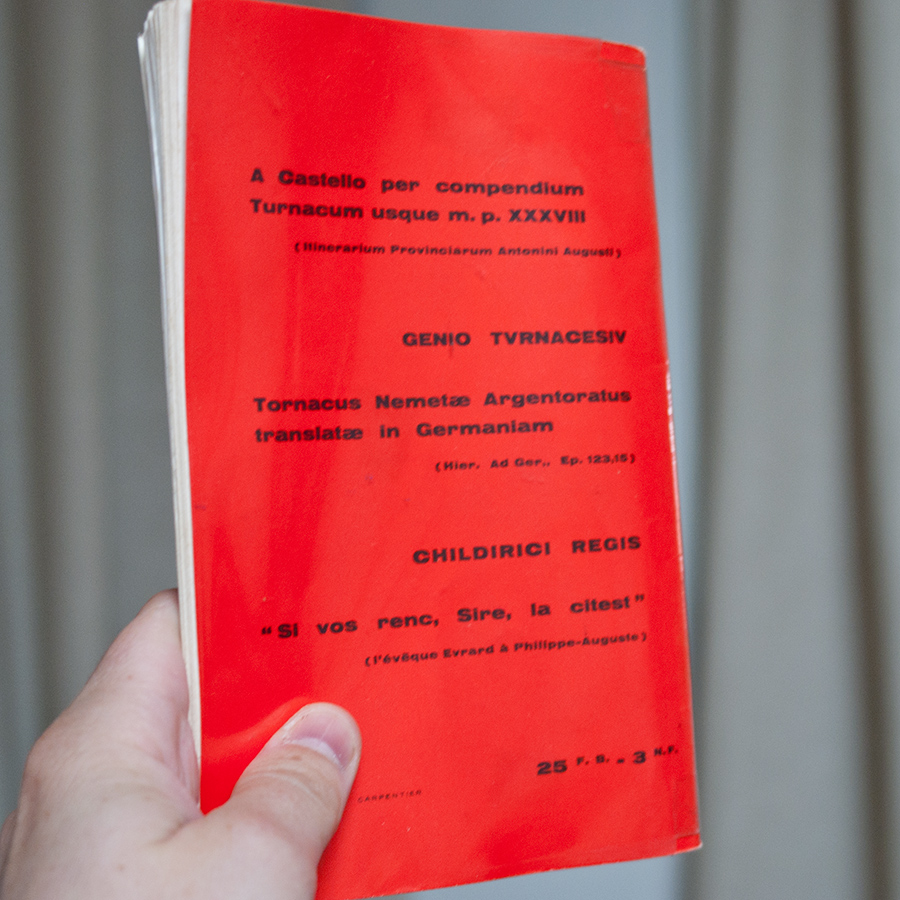 A Castello per compendium
Turnacum usque m. p. XXXVIII
(Itinerarium Provinciarum Antonini Augusti)
GENIO TVRNACESIV
Tornacus Nemetæ Argentoratus
translatæ in Germaniam
(Hier. Ad Ger., Ep. 123,15)
CHILDIRICI REGIS
“Si vos renc, Sire, la citest”
(l'évêque Evrard à Philippe-Auguste)
25 F. B. - 3 N.F.
CARPENTIER